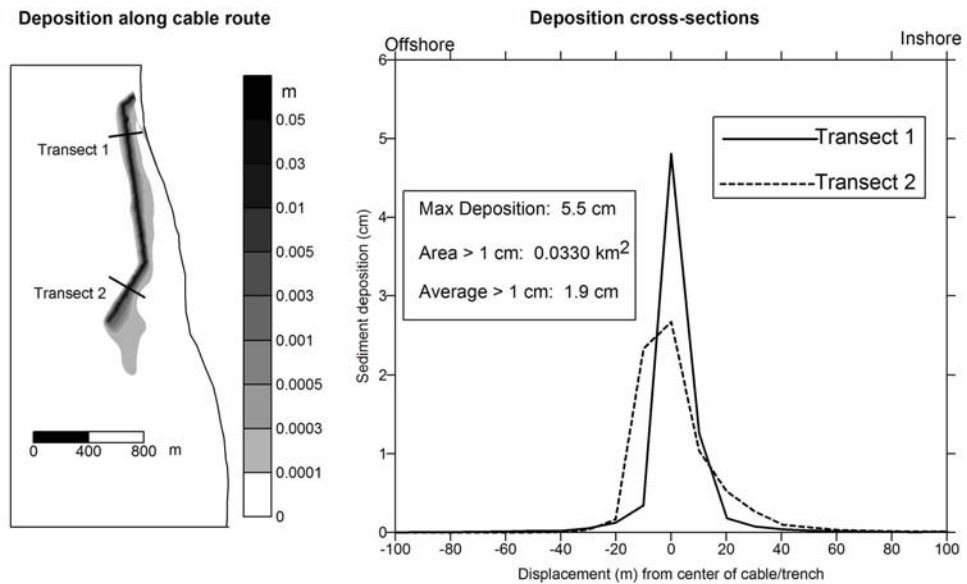 Deposition along cable route
Transect 1
Transect 2
0 400 800 m
m
0.05
0.03
0.01
0.005
0.003
0.001
0.0005
0.0003
0.0001
0
Deposition cross-sections
Offshore
Inshore
6
5
4
3
2
1
0
Sediment deposition (cm)
Transect 1
Transect 2
Max Deposition: 5.5 cm
Area > 1 cm: 0.0330 km²
Average > 1 cm: 1.9 cm
-100 -80 -60 -40 -20 0 20 40 60 80 100
Displacement (m) from center of cable/trench